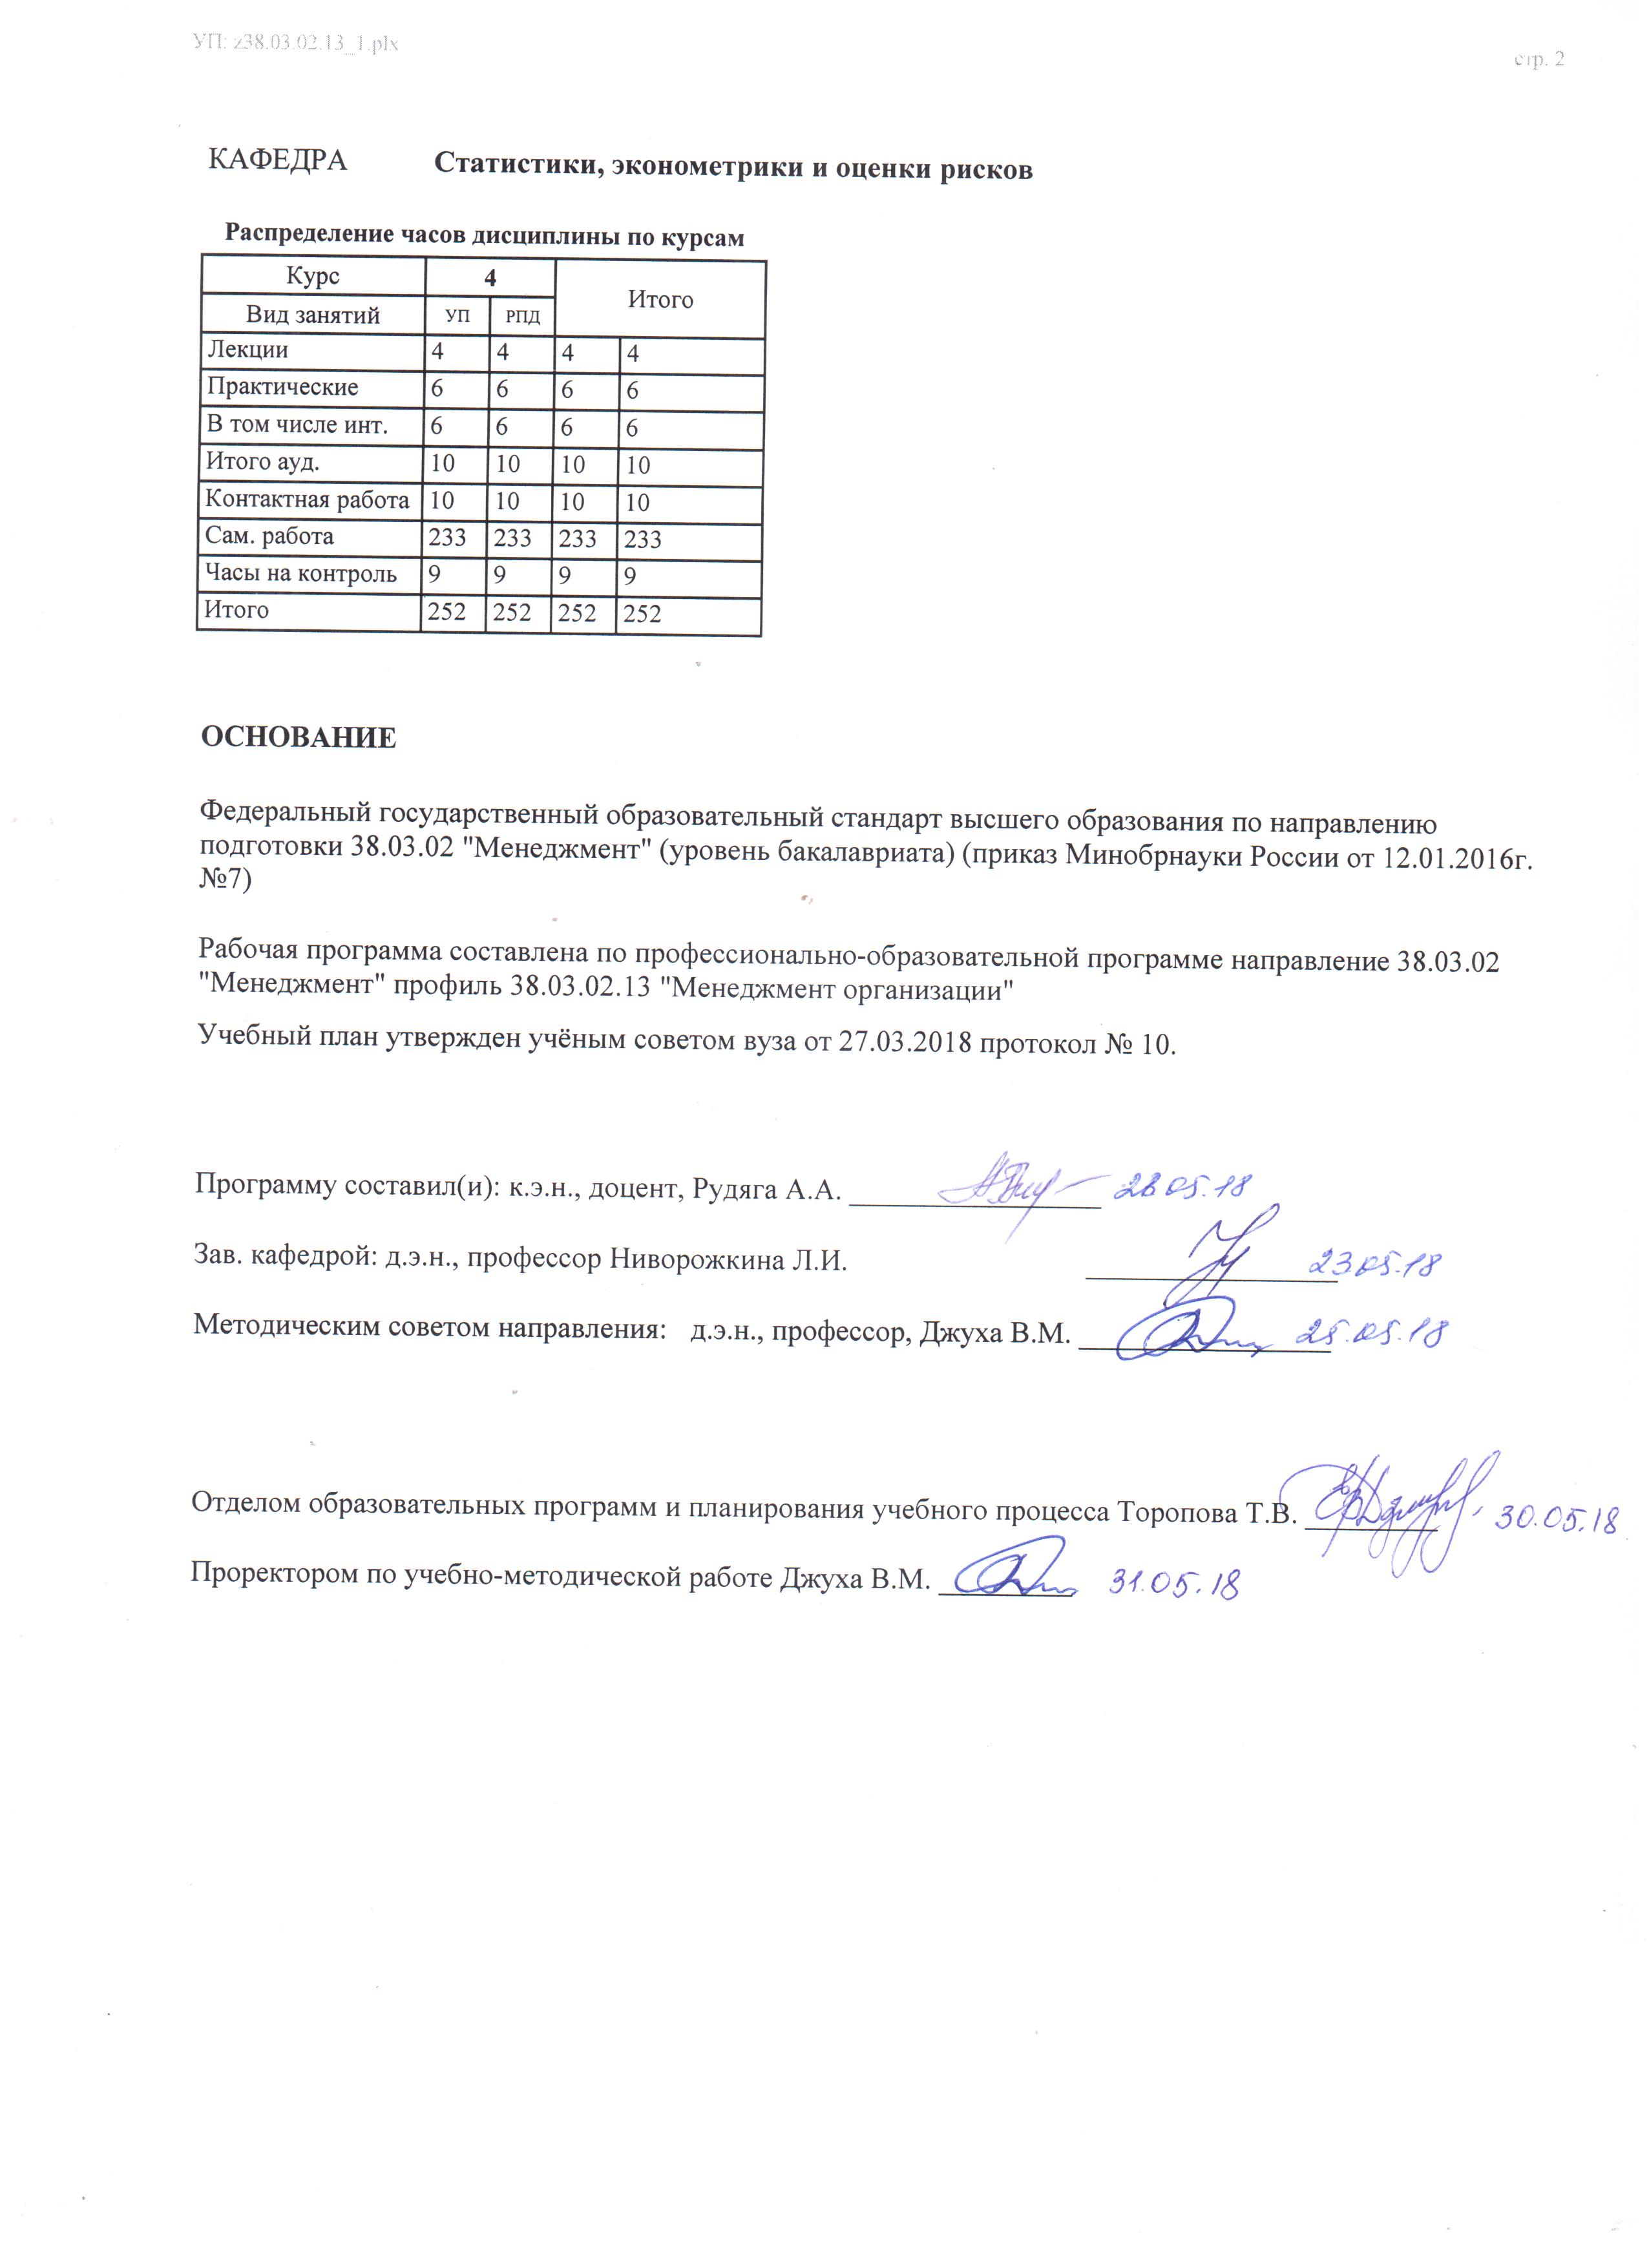 УП: z38.03.02.13_1.plx
стр. 2
КАФЕДРА Статистики, эконометрики и оценки рисков
Распределение часов дисциплины по курсам
Курс 4 Итого
Вид занятий УП РПД
Лекции 4 4 4 4
Практические 6 6 6 6
В том числе инт. 6 6 6 6
Итого ауд. 10 10 10 10
Контактная работа 10 10 10 10
Сам. работа 233 233 233 233
Часы на контроль 9 9 9 9
Итого 252 252 252 252
ОСНОВАНИЕ
Федеральный государственный образовательный стандарт высшего образования по направлению
подготовки 38.03.02 "Менеджмент" (уровень бакалавриата) (приказ Минобрнауки России от 12.01.2016г.
№7)
Рабочая программа составлена по профессионально-образовательной программе направление 38.03.02
"Менеджмент" профиль 38.03.02.13 "Менеджмент организации"
Учебный план утвержден учёным советом вуза от 27.03.2018 протокол № 10.
Программу составил(и): к.э.н., доцент, Рудяга А.А.
Зав. кафедрой: д.э.н., профессор Ниворожкина Л.И. 23.05.18
Методическим советом направления: д.э.н., профессор, Джуха В.М. 25.05.18
Отделом образовательных программ и планирования учебного процесса Торопова Т.В. 30.05.18
Проректором по учебно-методической работе Джуха В.М. 31.05.18